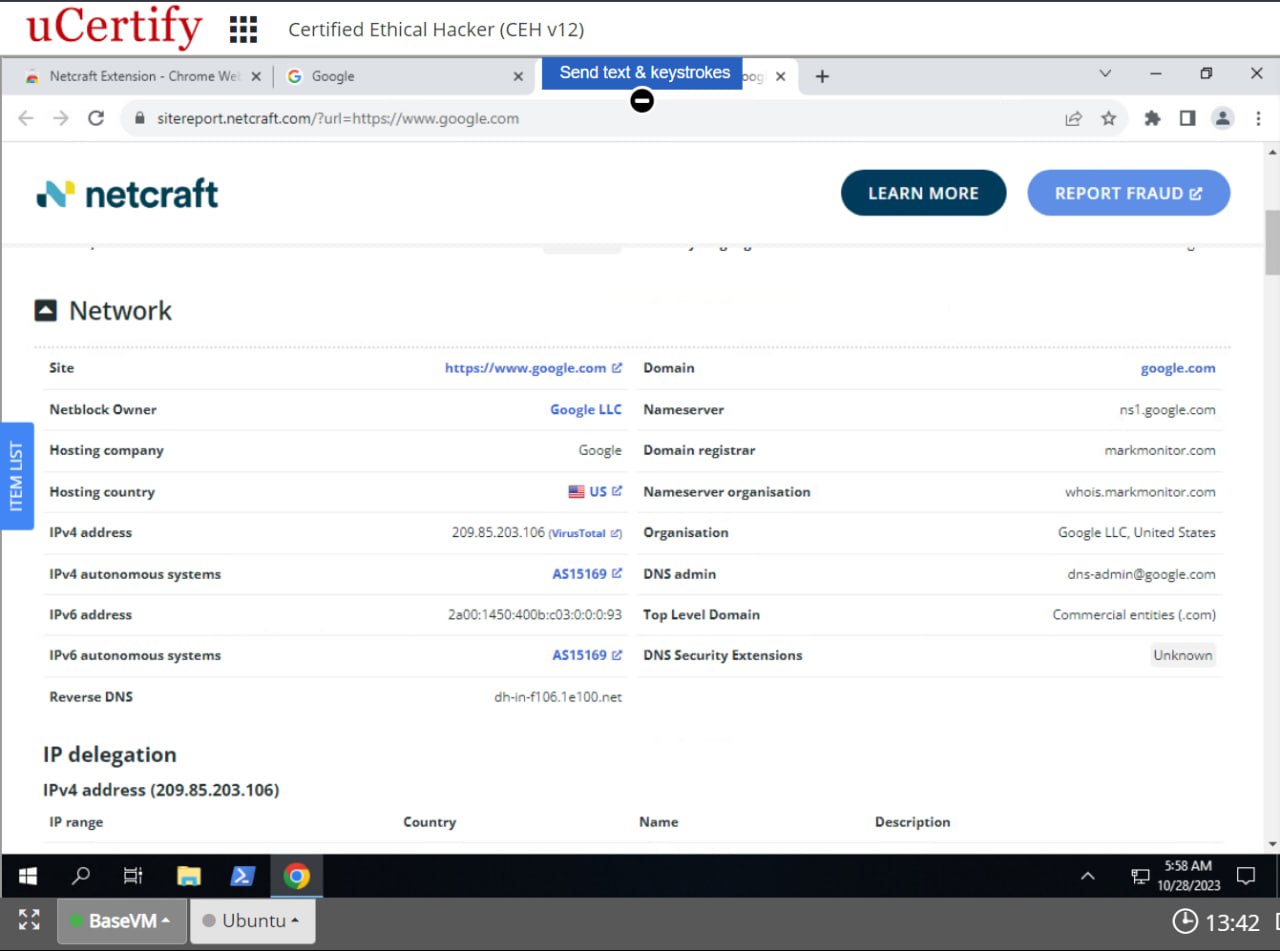 uCertify Certified Ethical Hacker (CEH v12)
Netcraft Extension - Chrome Web Google Send text & keystrokes
sitereport.netcraft.com/?url=https://www.google.com
netcraft LEARN MORE REPORT FRAUD
Network
Site https://www.google.com Domain google.com
Netblock Owner Google LLC Nameserver ns1.google.com
Hosting company Google Domain registrar markmonitor.com
Hosting country US Nameserver organisation whois.markmonitor.com
IPv4 address 209.85.203.106 (VirusTotal) Organisation Google LLC, United States
IPv4 autonomous systems AS15169 DNS admin dns-admin@google.com
IPv6 address 2a00:1450:400b:c03:0:0:0:93 Top Level Domain Commercial entities (.com)
IPv6 autonomous systems AS15169 DNS Security Extensions Unknown
Reverse DNS dh-in-f106.1e100.net
ITEM LIST
IP delegation
IPv4 address (209.85.203.106)
IP range Country Name Description
5:58 AM
10/28/2023
BaseVM Ubuntu 13:42